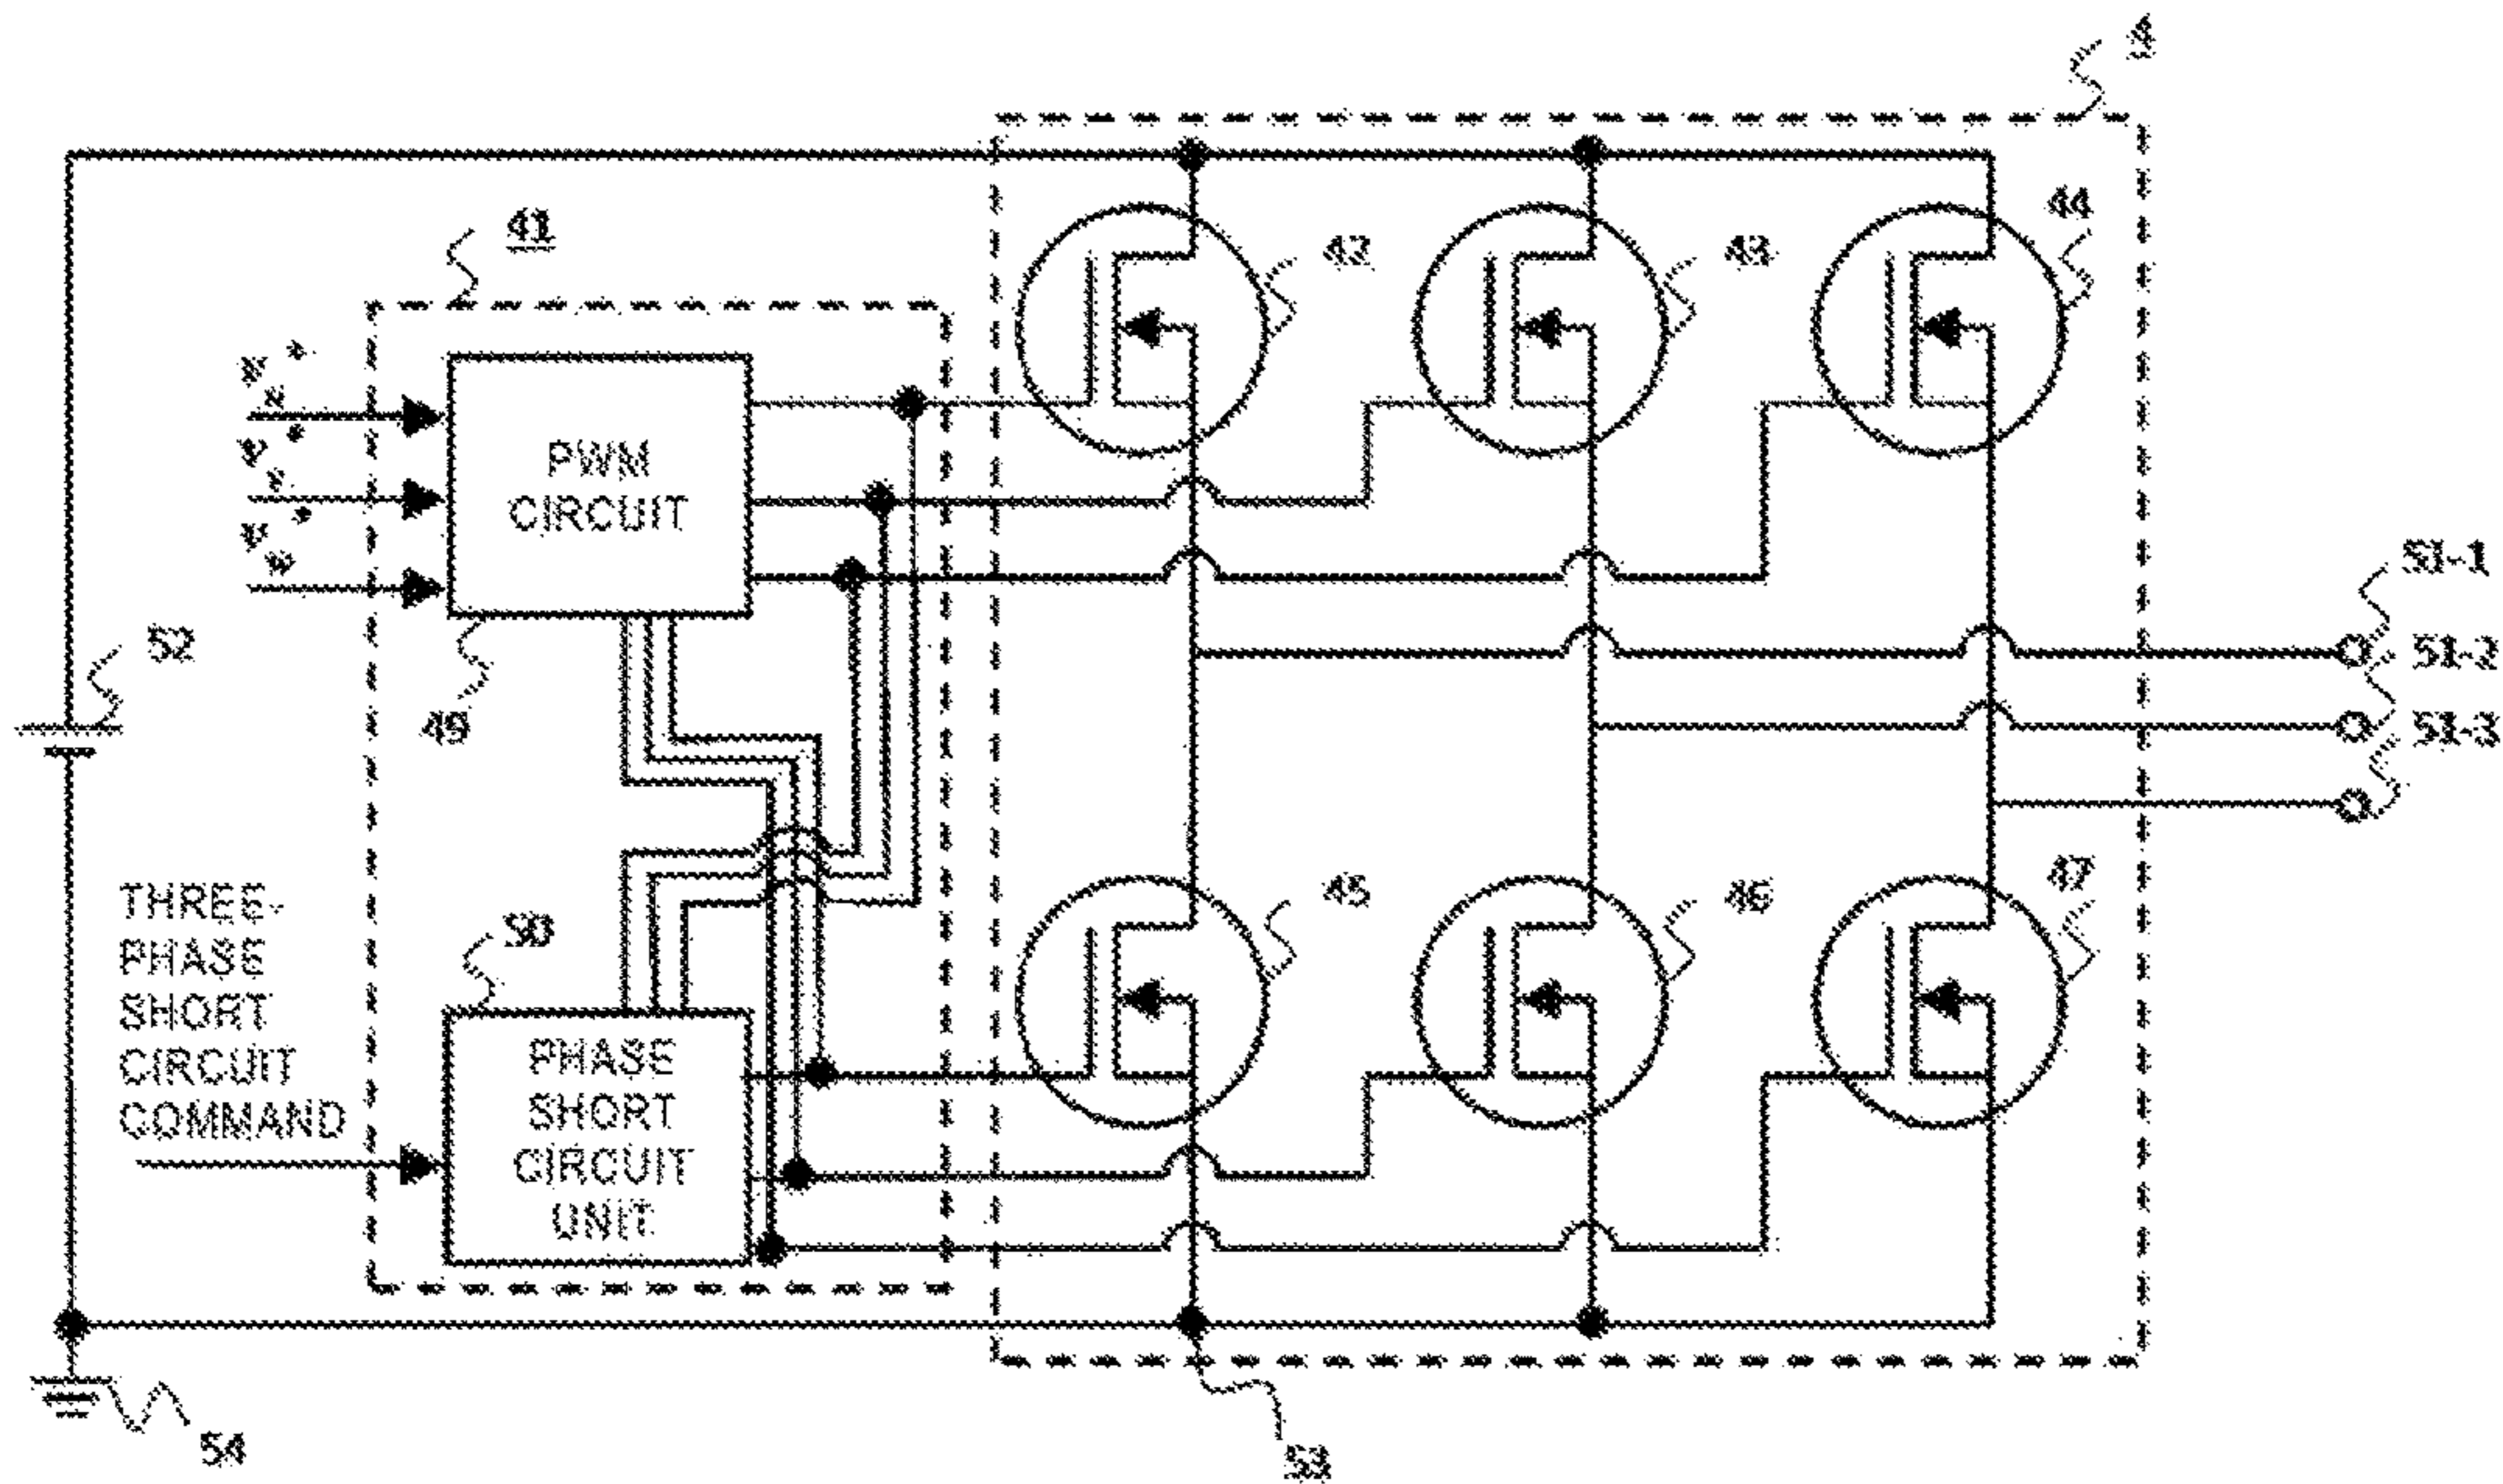 4
41
42
43
44
PWM
CIRCUIT
v*u
v*v
v*w
51-1
51-2
51-3
52
49
THREE-
PHASE
SHORT
CIRCUIT
COMMAND
50
PHASE
SHORT
CIRCUIT
UNIT
45
46
47
54
53